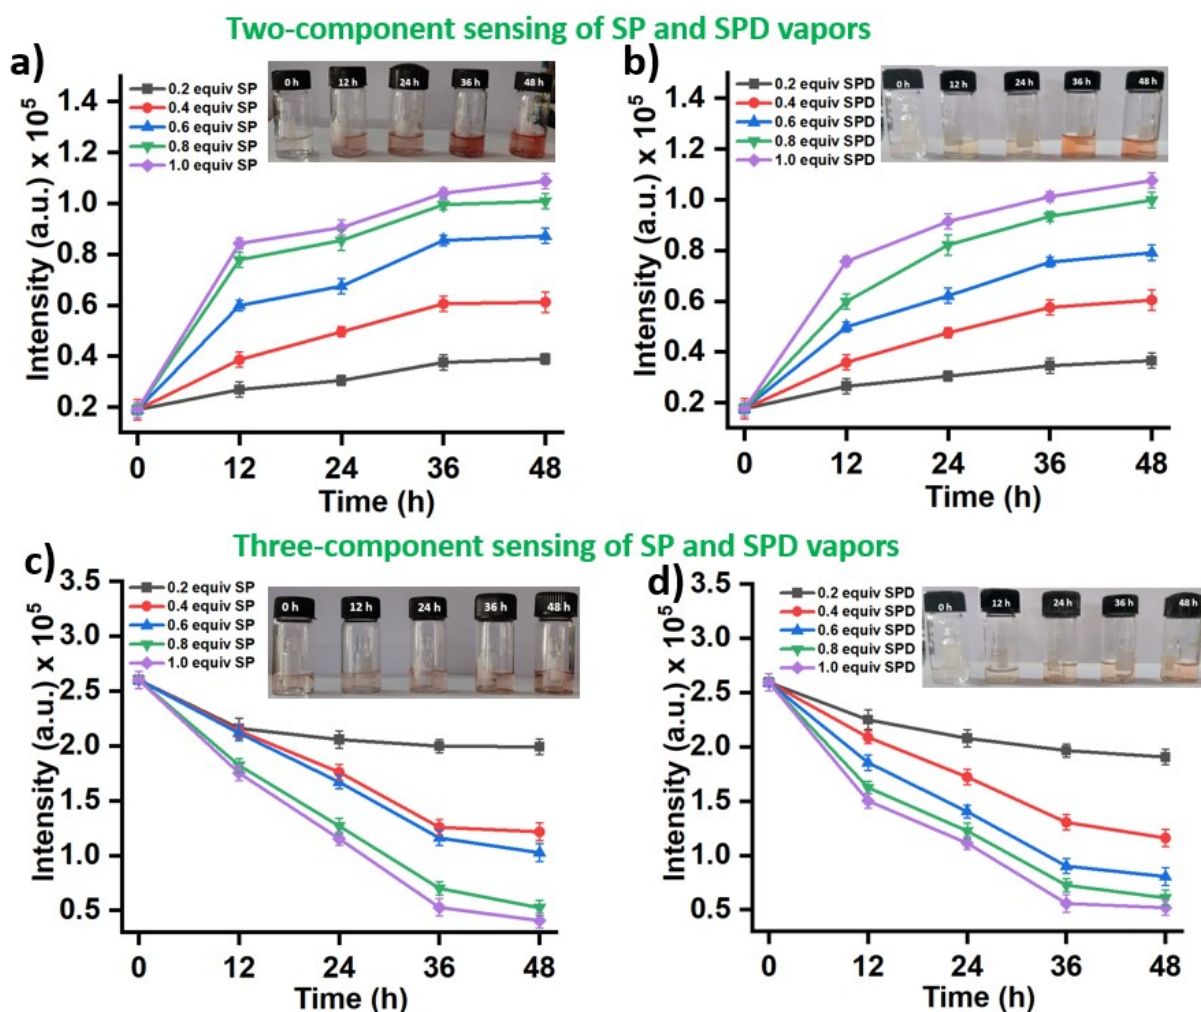 Two-component sensing of SP and SPD vapors
a)
Intensity (a.u.) x 10⁵
1.4
1.2
1.0
0.8
0.6
0.4
0.2
0.2 equiv SP
0.4 equiv SP
0.6 equiv SP
0.8 equiv SP
1.0 equiv SP
0 h 12 h 24 h 36 h 48 h
0 12 24 36 48
Time (h)
b)
Intensity (a.u.) x 10⁵
1.4
1.2
1.0
0.8
0.6
0.4
0.2
0.2 equiv SPD
0.4 equiv SPD
0.6 equiv SPD
0.8 equiv SPD
1.0 equiv SPD
0 h 12 h 24 h 36 h 48 h
0 12 24 36 48
Time (h)
Three-component sensing of SP and SPD vapors
c)
Intensity (a.u.) x 10⁵
3.5
3.0
2.5
2.0
1.5
1.0
0.5
0.2 equiv SP
0.4 equiv SP
0.6 equiv SP
0.8 equiv SP
1.0 equiv SP
0 h 12 h 24 h 36 h 48 h
0 12 24 36 48
Time (h)
d)
Intensity (a.u.) x 10⁵
3.5
3.0
2.5
2.0
1.5
1.0
0.5
0.2 equiv SPD
0.4 equiv SPD
0.6 equiv SPD
0.8 equiv SPD
1.0 equiv SPD
0 h 12 h 24 h 36 h 48 h
0 12 24 36 48
Time (h)